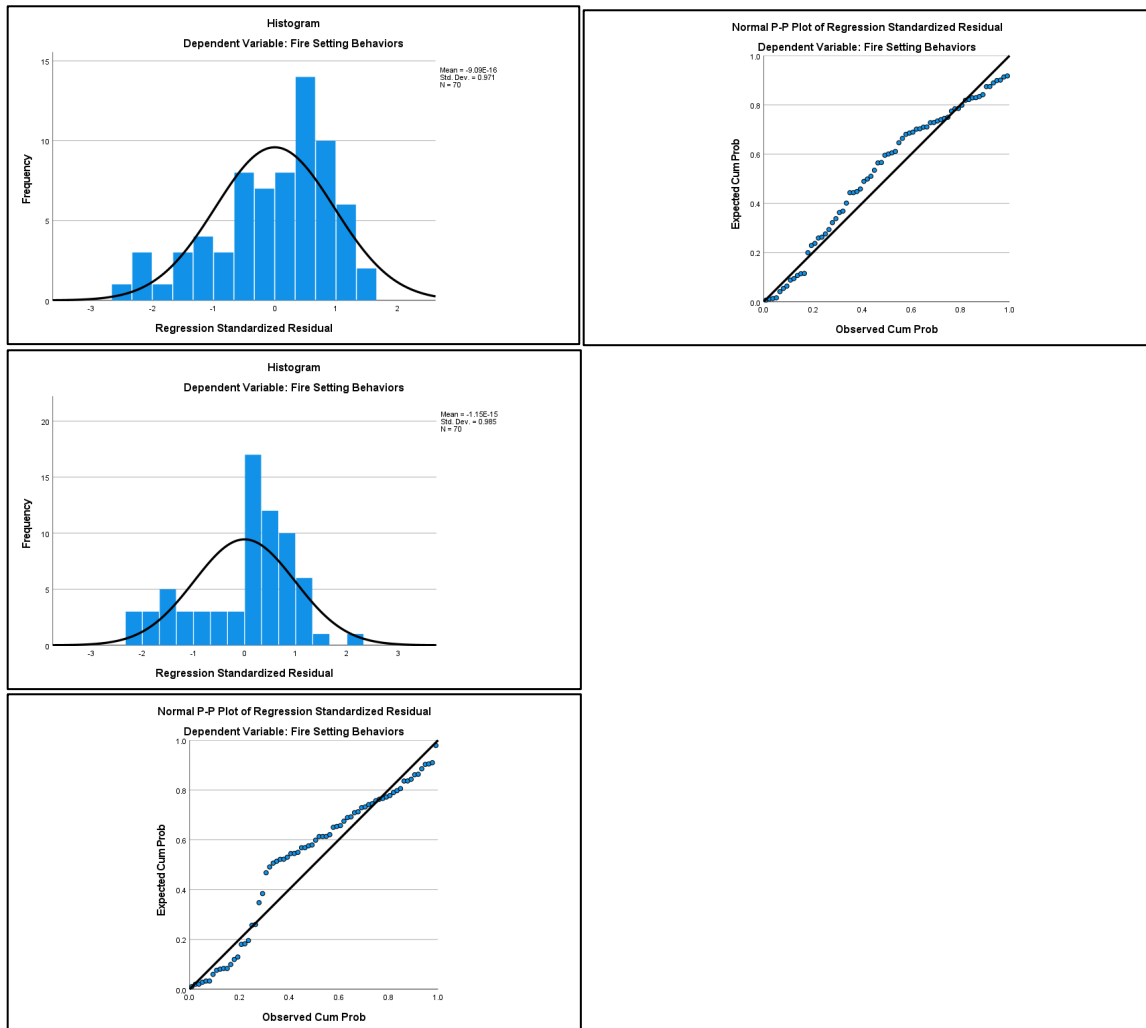 Histogram
Dependent Variable: Fire Setting Behaviors
Mean = -9.09E-16
Std. Dev. = 0.971
N = 70
Frequency
15
10
5
0
-3 -2 -1 0 1 2
Regression Standardized Residual
Normal P-P Plot of Regression Standardized Residual
Dependent Variable: Fire Setting Behaviors
Expected Cum Prob
1.0
0.8
0.6
0.4
0.2
0.0
0.0 0.2 0.4 0.6 0.8 1.0
Observed Cum Prob
Histogram
Dependent Variable: Fire Setting Behaviors
Mean = -1.15E-15
Std. Dev. = 0.985
N = 70
Frequency
20
15
10
5
0
-3 -2 -1 0 1 2 3
Regression Standardized Residual
Normal P-P Plot of Regression Standardized Residual
Dependent Variable: Fire Setting Behaviors
Expected Cum Prob
1.0
0.8
0.6
0.4
0.2
0.0
0.0 0.2 0.4 0.6 0.8 1.0
Observed Cum Prob